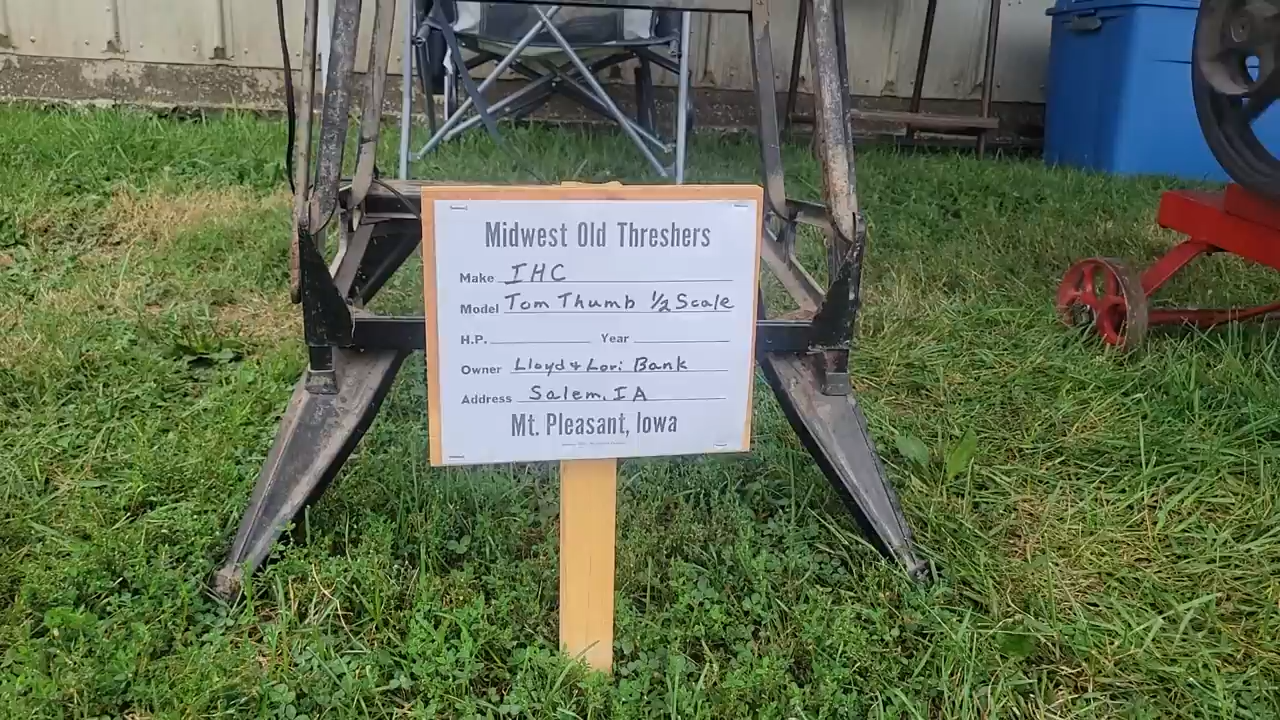 Midwest Old Threshers
Make IHC
Model Tom Thumb 1/2 Scale
H.P. Year
Owner Lloyd & Lori Bank
Address Salem, IA
Mt. Pleasant, Iowa